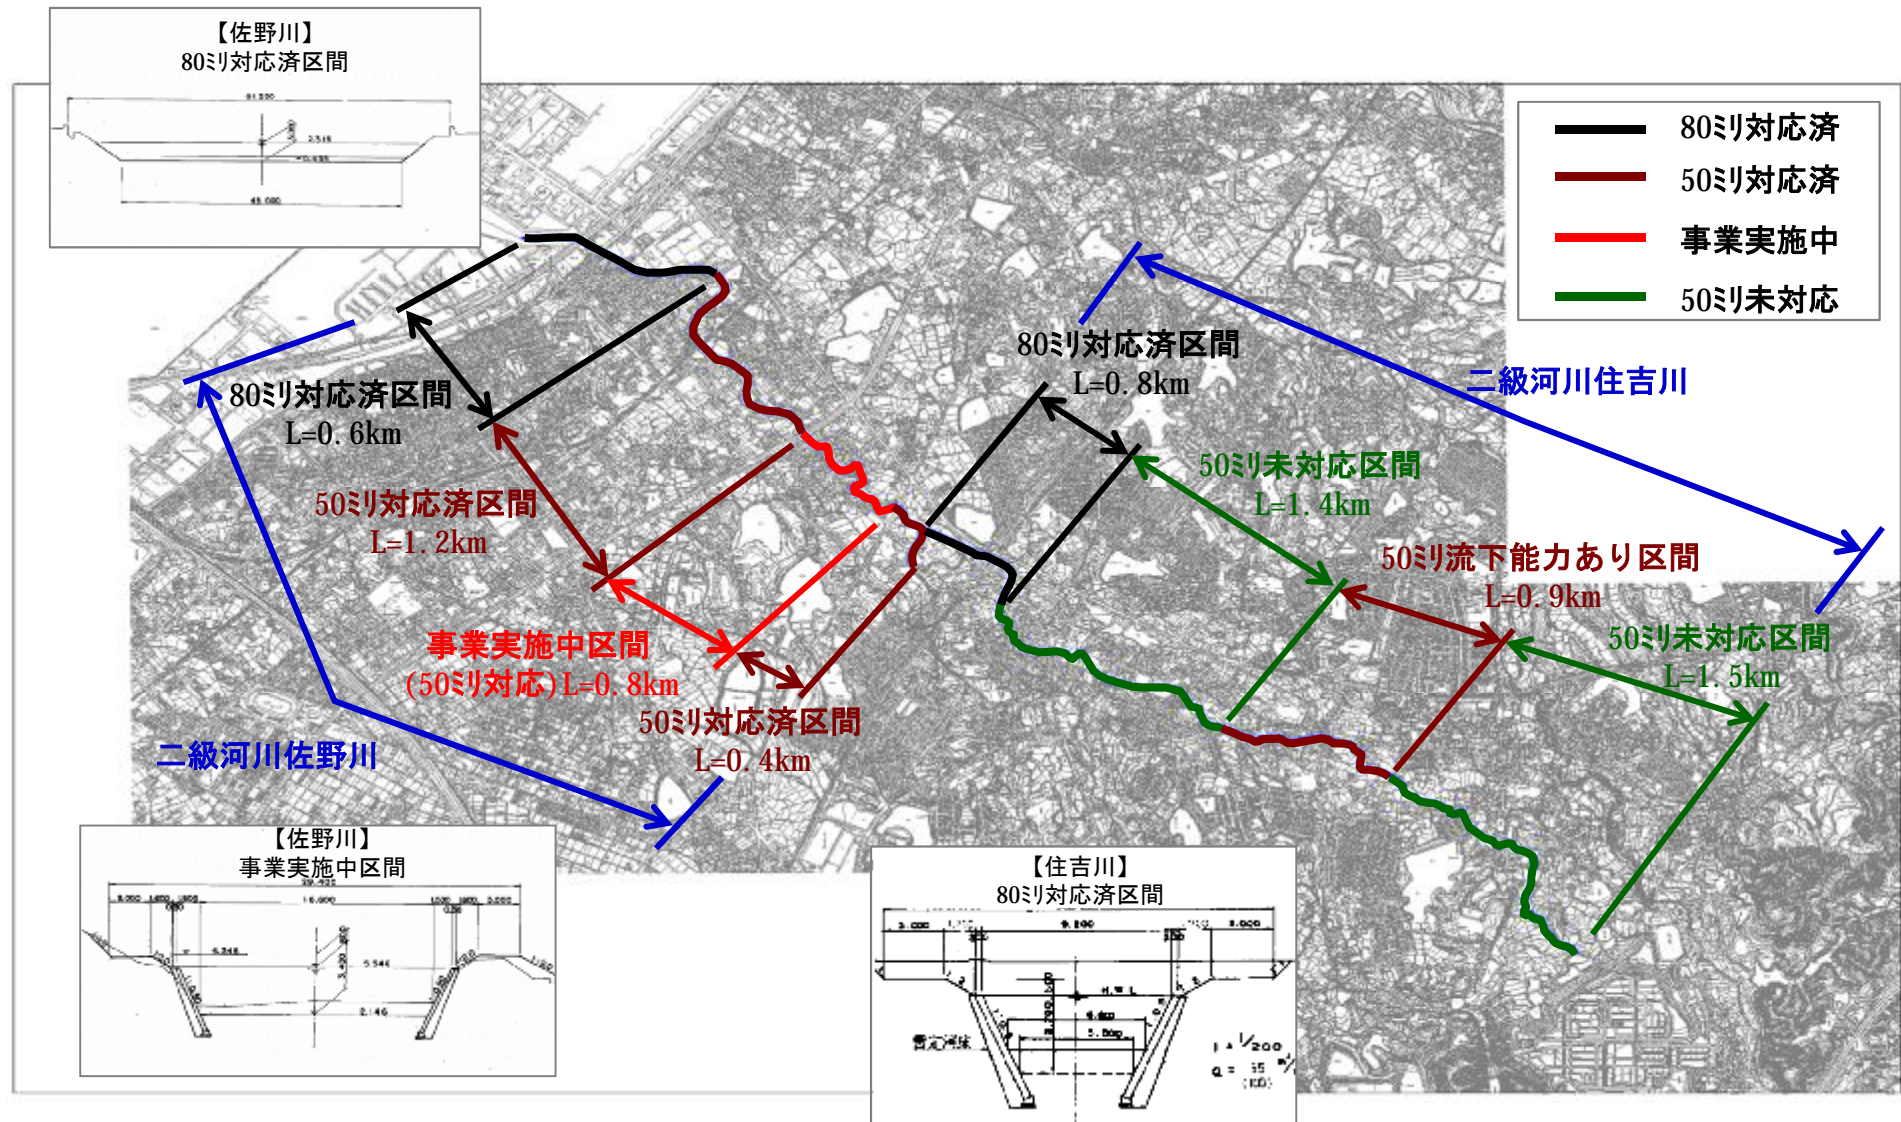 【佐野川】
80ﾐﾘ対応済区間
80ﾐﾘ対応済
50ﾐﾘ対応済
事業実施中
50ﾐﾘ未対応
80ﾐﾘ対応済区間
L=0.8km
二級河川住吉川
80ﾐﾘ対応済区間
L=0.6km
50ﾐﾘ未対応区間
L=1.4km
50ﾐﾘ対応済区間
L=1.2km
50ﾐﾘ流下能力あり区間
L=0.9km
事業実施中区間
(50ﾐﾘ対応)L=0.8km
50ﾐﾘ未対応区間
L=1.5km
50ﾐﾘ対応済区間
L=0.4km
二級河川佐野川
【佐野川】
事業実施中区間
5.546
2.146
【住吉川】
80ﾐﾘ対応済区間
H.W.L
暫定河床